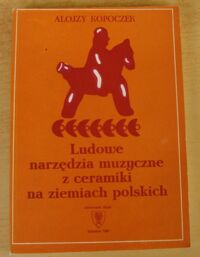 ALOJZY KOPOCZEK
Ludowe
narzędzia muzyczne
z ceramiki
na ziemiach polskich